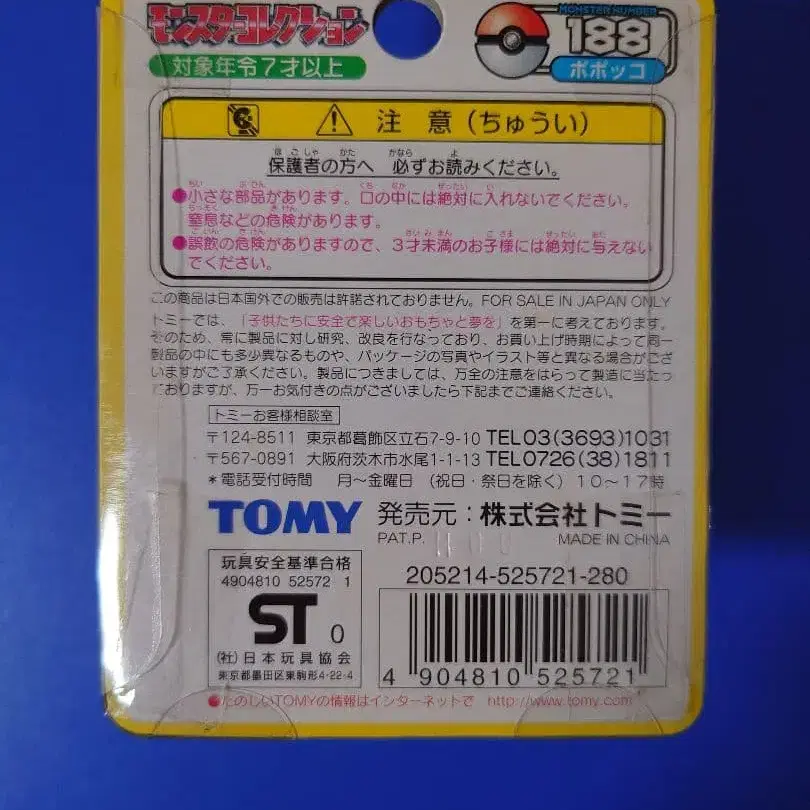 モンスターコレクション
対象年令7才以上
MONSTER NUMBER
188
ポポッコ
注 意(ちゅうい)
保護者の方へ 必ずお読みください。
●小さな部品があります。口の中には絶対に入れないでください。
窒息などの危険があります。
●誤飲の危険がありますので、3才未満のお子様には絶対に与えない
でください。
この商品は日本国外での販売は許諾されておりません。FOR SALE IN JAPAN ONLY
トミーでは、「子供たちに安全で楽しいおもちゃと夢を」を第一に考えております。
そのため、常に製品に対し研究、改良を行なっており、お買い上げ時期によって同一
製品の中にも多少異なるものや、パッケージの写真やイラスト等と異なる場合がござ
いますがご了承ください。製品につきましては、万全の注意をはらって製造に当たっ
ておりますが、万一お気付きの点がございましたら下記までご連絡ください。
トミーお客様相談室
〒124-8511 東京都葛飾区立石7-9-10 TEL03(3693)1031
〒567-0891 大阪府茨木市水尾1-1-13 TEL0726(38)1811
*電話受付時間 月〜金曜日 (祝日・祭日を除く) 10〜17時
TOMY 発売元:株式会社トミー
PAT.P. MADE IN CHINA
玩具安全基準合格
4904810 52572 1
ST 0
(社)日本玩具協会
東京都墨田区東駒形4-22-4
205214-525721-280
4 904810 525721
●たのしいTOMYの情報はインターネットで http://www.tomy.com